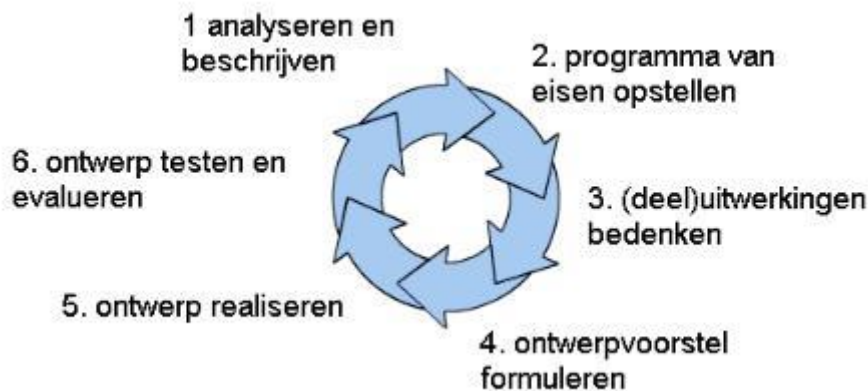 1 analyseren en
beschrijven
2. programma van
eisen opstellen
3. (deel)uitwerkingen
bedenken
4. ontwerpvoorstel
formuleren
5. ontwerp realiseren
6. ontwerp testen en
evalueren